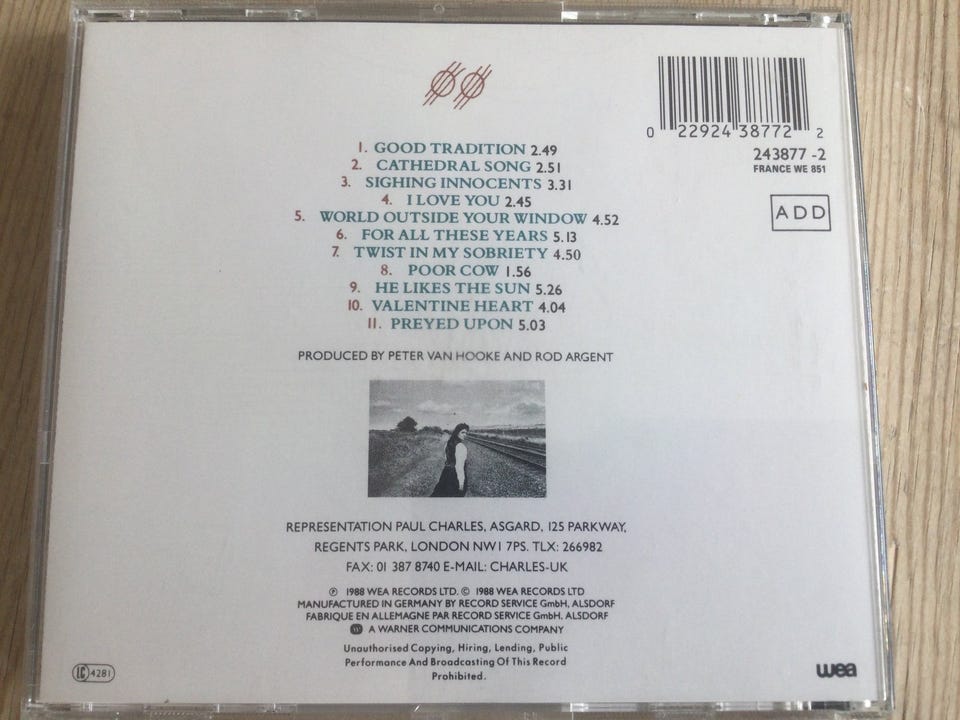 1. GOOD TRADITION 2.49
2. CATHEDRAL SONG 2.51
3. SIGHING INNOCENTS 3.31
4. I LOVE YOU 2.45
5. WORLD OUTSIDE YOUR WINDOW 4.52
6. FOR ALL THESE YEARS 5.13
7. TWIST IN MY SOBRIETY 4.50
8. POOR COW 1.56
9. HE LIKES THE SUN 5.26
10. VALENTINE HEART 4.04
11. PREYED UPON 5.03
PRODUCED BY PETER VAN HOOKE AND ROD ARGENT
0 22924 38772 2
243877 -2
FRANCE WE 851
ADD
REPRESENTATION PAUL CHARLES, ASGARD, 125 PARKWAY,
REGENTS PARK, LONDON NW1 7PS. TLX: 266982
FAX: 01 387 8740 E-MAIL: CHARLES-UK
℗ 1988 WEA RECORDS LTD. © 1988 WEA RECORDS LTD
MANUFACTURED IN GERMANY BY RECORD SERVICE GmbH, ALSDORF
FABRIQUE EN ALLEMAGNE PAR RECORD SERVICE GmbH, ALSDORF
A WARNER COMMUNICATIONS COMPANY
Unauthorised Copying, Hiring, Lending, Public
Performance And Broadcasting Of This Record
Prohibited.
LC 4281
wea